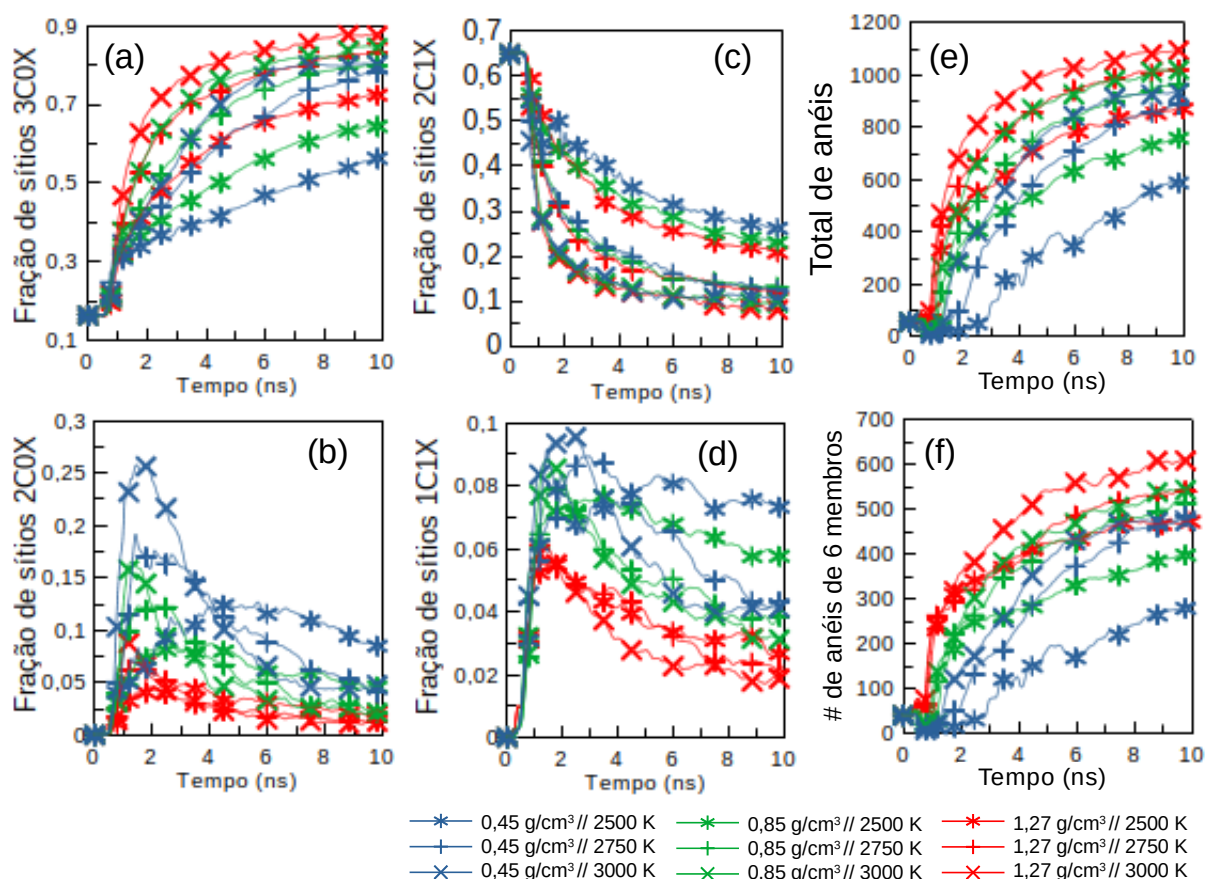 (a)
Fração de sítios 3C0X
0,9
0,7
0,5
0,3
0,1
0 2 4 6 8 10
Tempo (ns)
(c)
Fração de sítios 2C1X
0,7
0,6
0,5
0,4
0,3
0,2
0,1
0
0 2 4 6 8 10
Tempo (ns)
(e)
Total de anéis
1200
1000
800
600
400
200
0
0 2 4 6 8 10
Tempo (ns)
(b)
Fração de sítios 2C0X
0,3
0,25
0,2
0,15
0,1
0,05
0
0 2 4 6 8 10
Tempo (ns)
(d)
Fração de sítios 1C1X
0,1
0,08
0,06
0,04
0,02
0
0 2 4 6 8 10
Tempo (ns)
(f)
# de anéis de 6 membros
700
600
500
400
300
200
100
0
0 2 4 6 8 10
Tempo (ns)
0,45 g/cm³ // 2500 K
0,85 g/cm³ // 2500 K
1,27 g/cm³ // 2500 K
0,45 g/cm³ // 2750 K
0,85 g/cm³ // 2750 K
1,27 g/cm³ // 2750 K
0,45 g/cm³ // 3000 K
0,85 g/cm³ // 3000 K
1,27 g/cm³ // 3000 K